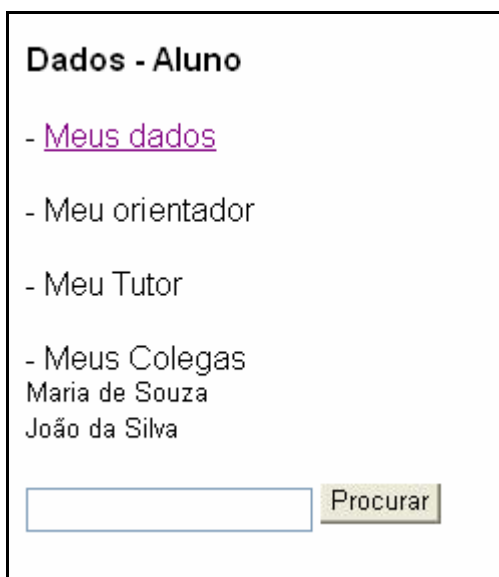 Dados - Aluno
- Meus dados
- Meu orientador
- Meu Tutor
- Meus Colegas
Maria de Souza
João da Silva
Procurar